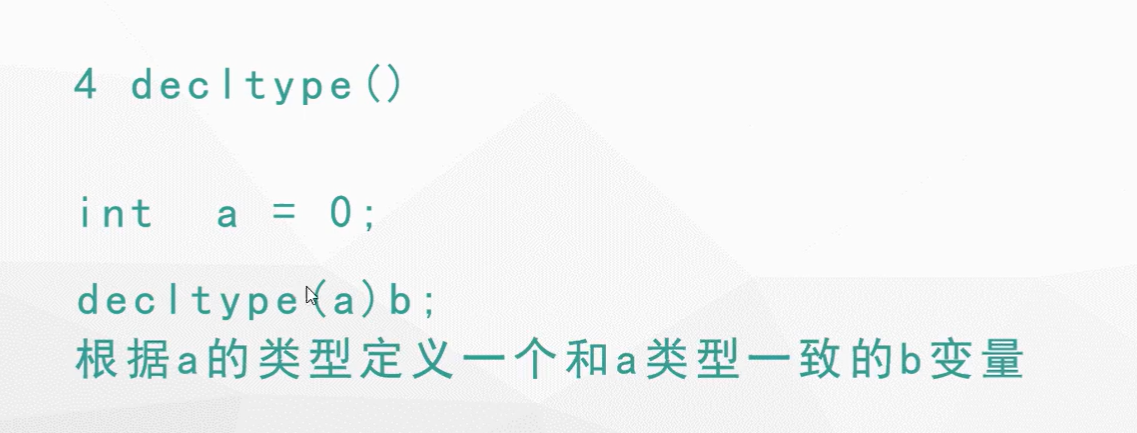 4 decltype()
int a = 0;
decltype(a)b;
根据a的类型定义一个和a类型一致的b变量